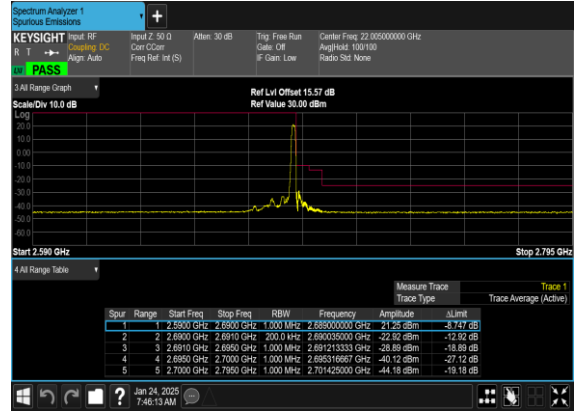 Spectrum Analyzer 1
Spurious Emissions
+
KEYSIGHT Input: RF Input Z: 50 Ω Atten: 30 dB Trig: Free Run Center Freq: 22.005000000 GHz
R T Coupling: DC Corr CCorr Gate: Off Avg|Hold: 100/100
Align: Auto Freq Ref: Int (S) IF Gain: Low Radio Std: None
LM PASS
3 All Range Graph
Ref Lvl Offset 15.57 dB
Scale/Div 10.0 dB Ref Value 30.00 dBm
Log
20.0
10.0
0.00
-10.0
-20.0
-30.0
-40.0
-50.0
-60.0
Start 2.590 GHz Stop 2.795 GHz
4 All Range Table
Measure Trace Trace 1
Trace Type Trace Average (Active)
Spur Range Start Freq Stop Freq RBW Frequency Amplitude ΔLimit
1 1 2.5900 GHz 2.6900 GHz 1.000 MHz 2.689000000 GHz 21.25 dBm -8.747 dB
2 2 2.6900 GHz 2.6910 GHz 200.0 kHz 2.690035000 GHz -22.92 dBm -12.92 dB
3 3 2.6910 GHz 2.6950 GHz 1.000 MHz 2.691213333 GHz -28.89 dBm -18.89 dB
4 4 2.6950 GHz 2.7000 GHz 1.000 MHz 2.695316667 GHz -40.12 dBm -27.12 dB
5 5 2.7000 GHz 2.7950 GHz 1.000 MHz 2.701425000 GHz -44.18 dBm -19.18 dB
? Jan 24, 2025
7:46:13 AM